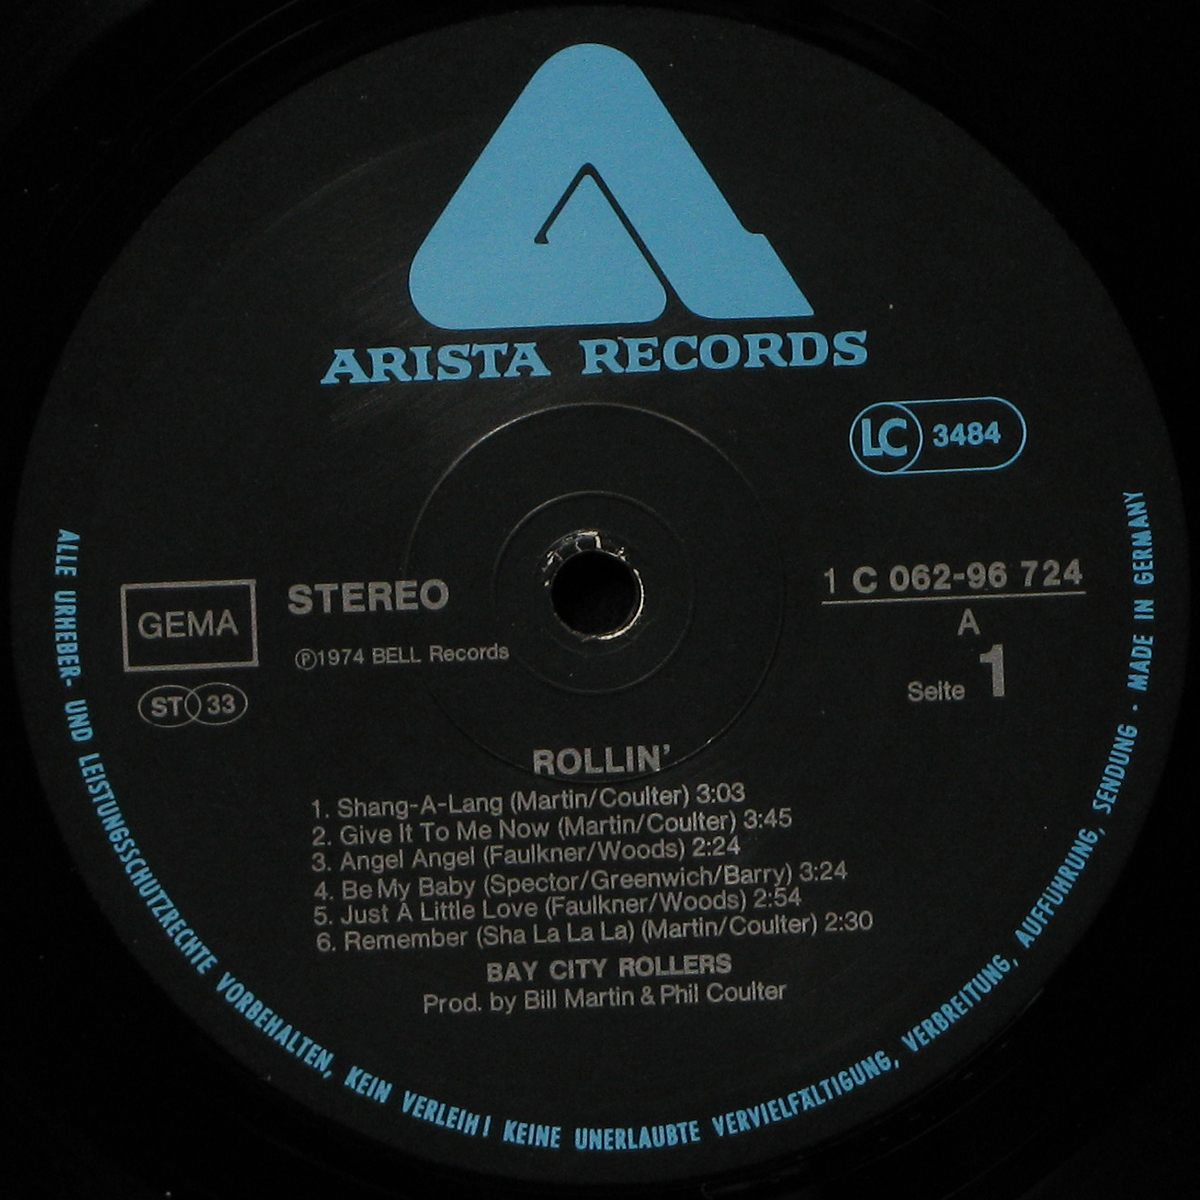 ARISTA RECORDS
LC 3484
GEMA
STEREO
1 C 062-96 724
A
℗1974 BELL Records
Seite 1
ST 33
ROLLIN'
1. Shang-A-Lang (Martin/Coulter) 3:03
2. Give It To Me Now (Martin/Coulter) 3:45
3. Angel Angel (Faulkner/Woods) 2:24
4. Be My Baby (Spector/Greenwich/Barry) 3:24
5. Just A Little Love (Faulkner/Woods) 2:54
6. Remember (Sha La La La) (Martin/Coulter) 2:30
BAY CITY ROLLERS
Prod. by Bill Martin & Phil Coulter
ALLE URHEBER- UND LEISTUNGSSCHUTZRECHTE VORBEHALTEN, KEIN VERLEIH! KEINE UNERLAUBTE VERVIELFÄLTIGUNG, VERBREITUNG, AUFFÜHRUNG, SENDUNG · MADE IN GERMANY